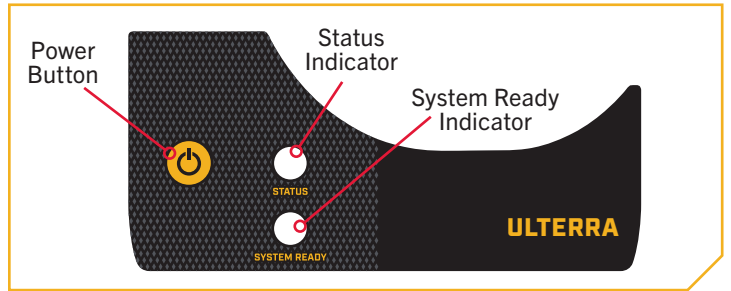 Power
Button
Status
Indicator
System Ready
Indicator
STATUS
SYSTEM READY
ULTERRA